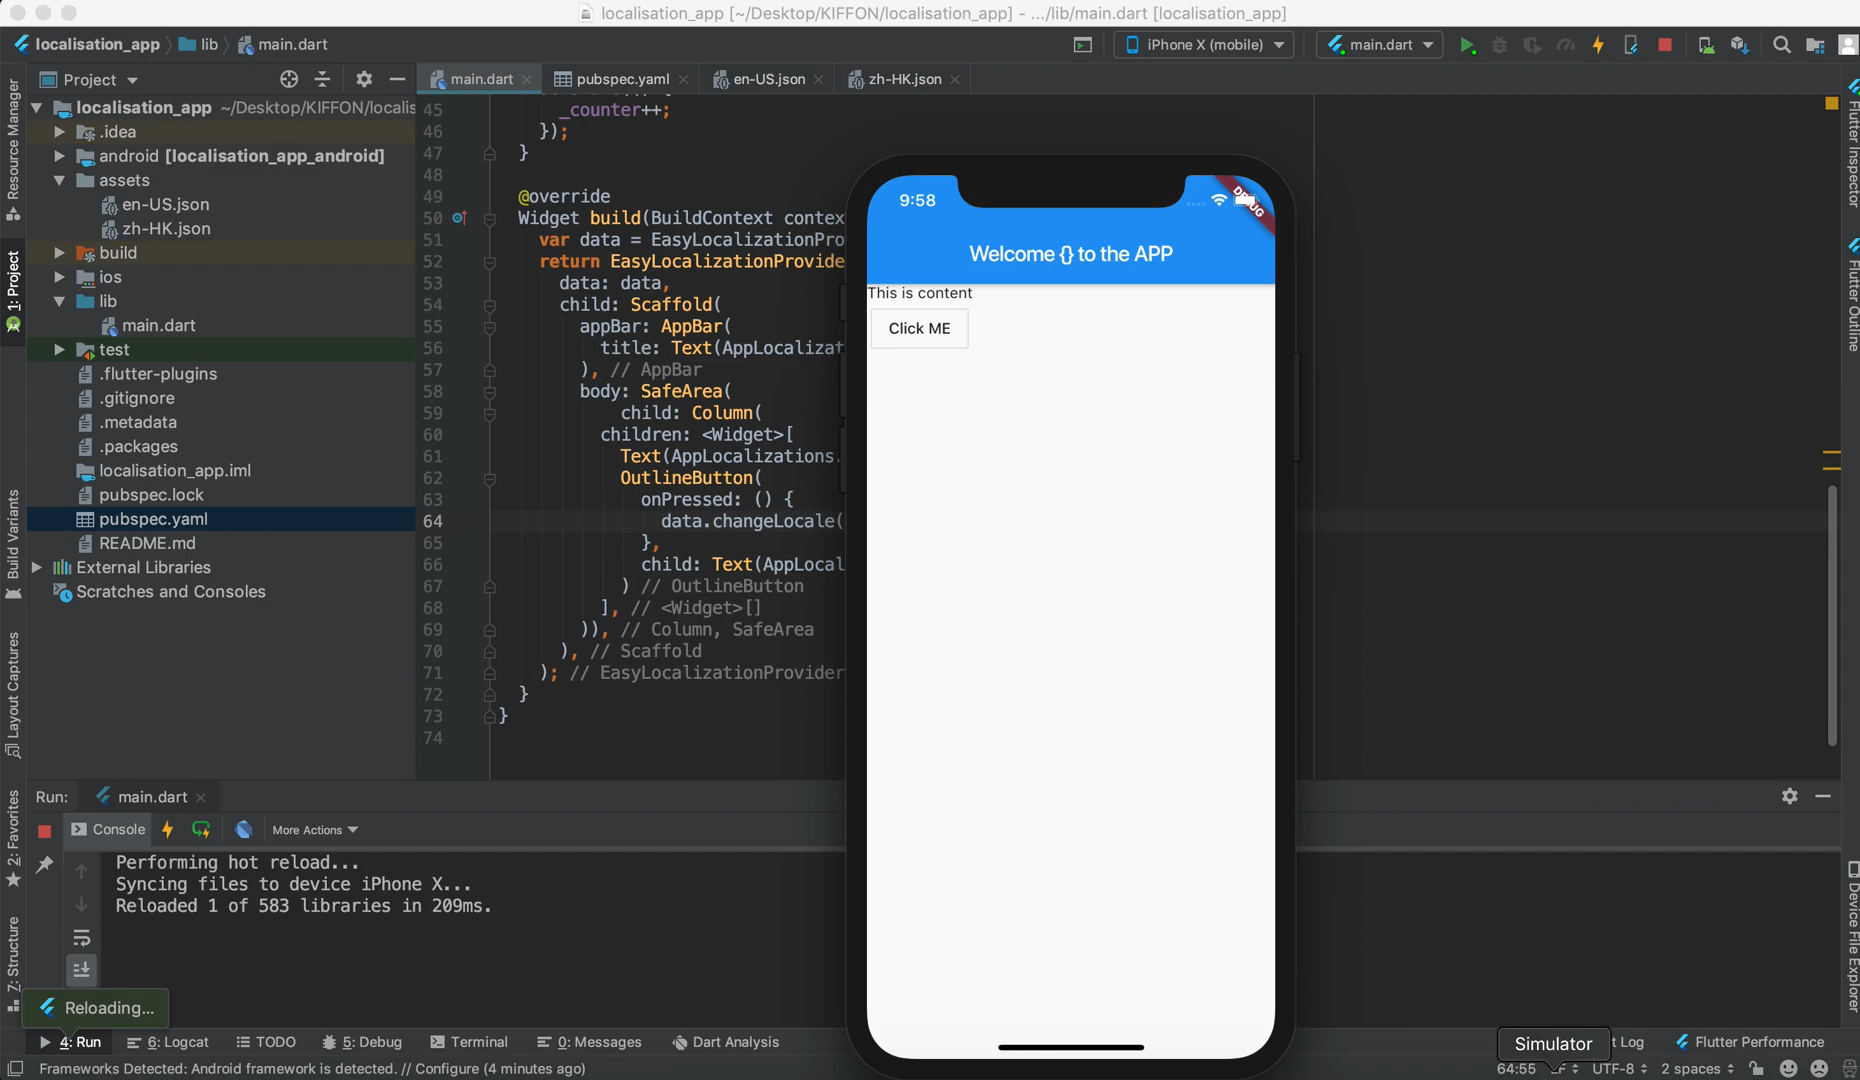 localisation_app [~/Desktop/KIFFON/localisation_app] - .../lib/main.dart [localisation_app]
localisation_app lib main.dart
iPhone X (mobile) main.dart
Project
main.dart pubspec.yaml en-US.json zh-HK.json
Resource Manager
1: Project
Build Variants
Layout Captures
2: Favorites
7: Structure
localisation_app ~/Desktop/KIFFON/localis
.idea
android [localisation_app_android]
assets
en-US.json
zh-HK.json
build
ios
lib
main.dart
test
.flutter-plugins
.gitignore
.metadata
.packages
localisation_app.iml
pubspec.lock
pubspec.yaml
README.md
External Libraries
Scratches and Consoles
45 _counter++;
46 });
47 }
48
49 @override
50 Widget build(BuildContext contex
51 var data = EasyLocalizationPro
52 return EasyLocalizationProvide
53 data: data,
54 child: Scaffold(
55 appBar: AppBar(
56 title: Text(AppLocalizat
57 ), // AppBar
58 body: SafeArea(
59 child: Column(
60 children: <Widget>[
61 Text(AppLocalizations.
62 OutlineButton(
63 onPressed: () {
64 data.changeLocale(
65 },
66 child: Text(AppLocal
67 ) // OutlineButton
68 ], // <Widget>[]
69 )), // Column, SafeArea
70 ), // Scaffold
71 ); // EasyLocalizationProvider
72 }
73 }
74
9:58
DEBUG
Welcome {} to the APP
This is content
Click ME
Flutter Inspector
Flutter Outline
Device File Explorer
Run: main.dart
Console More Actions
Performing hot reload...
Syncing files to device iPhone X...
Reloaded 1 of 583 libraries in 209ms.
Reloading...
4: Run 6: Logcat TODO 5: Debug Terminal 0: Messages Dart Analysis Simulator t Log Flutter Performance
Frameworks Detected: Android framework is detected. // Configure (4 minutes ago) 64:55 UTF-8 2 spaces